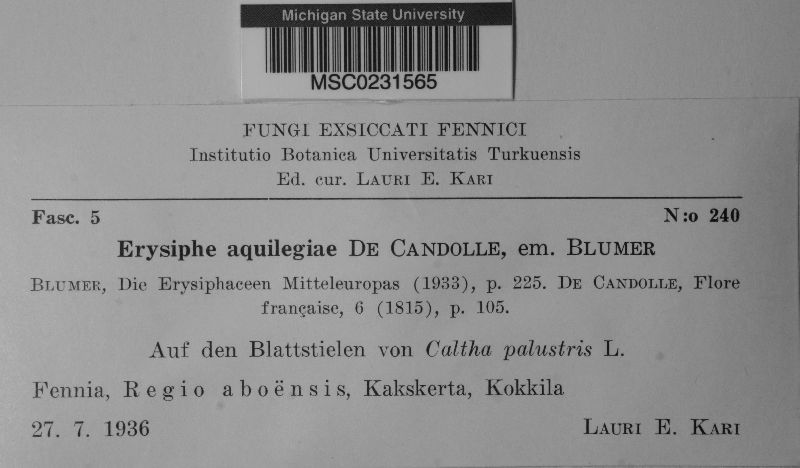 Michigan State University
MSC0231565
FUNGI EXSICCATI FENNICI
Institutio Botanica Universitatis Turkuensis
Ed. cur. LAURI E. KARI
Fasc. 5 N:o 240
Erysiphe aquilegiae DE CANDOLLE, em. BLUMER
BLUMER, Die Erysiphaceen Mitteleuropas (1933), p. 225. DE CANDOLLE, Flore
française, 6 (1815), p. 105.
Auf den Blattstielen von Caltha palustris L.
Fennia, Regio aboënsis, Kakskerta, Kokkila
27. 7. 1936 LAURI E. KARI